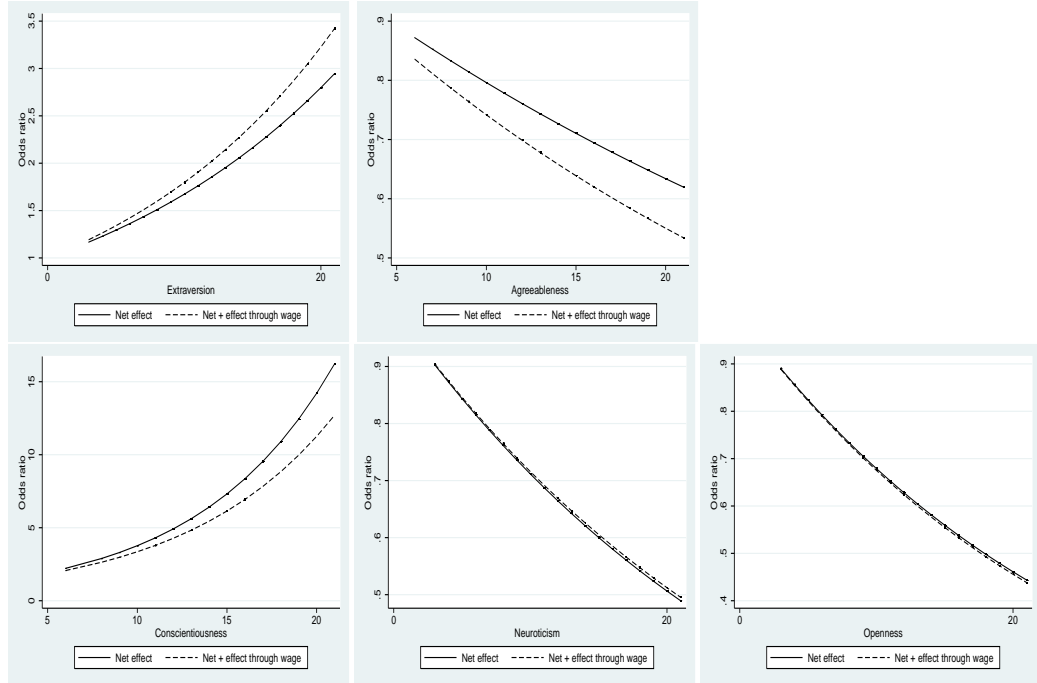 3.5
3
2.5
2
1.5
1
Odds ratio
0
20
Extraversion
Net effect
Net + effect through wage
.9
.8
.7
.6
.5
Odds ratio
5
10
15
20
Agreeableness
Net effect
Net + effect through wage
15
10
5
0
Odds ratio
5
10
15
20
Conscientiousness
Net effect
Net + effect through wage
.9
.8
.7
.6
.5
Odds ratio
0
20
Neuroticism
Net effect
Net + effect through wage
.9
.8
.7
.6
.5
.4
Odds ratio
0
20
Openness
Net effect
Net + effect through wage